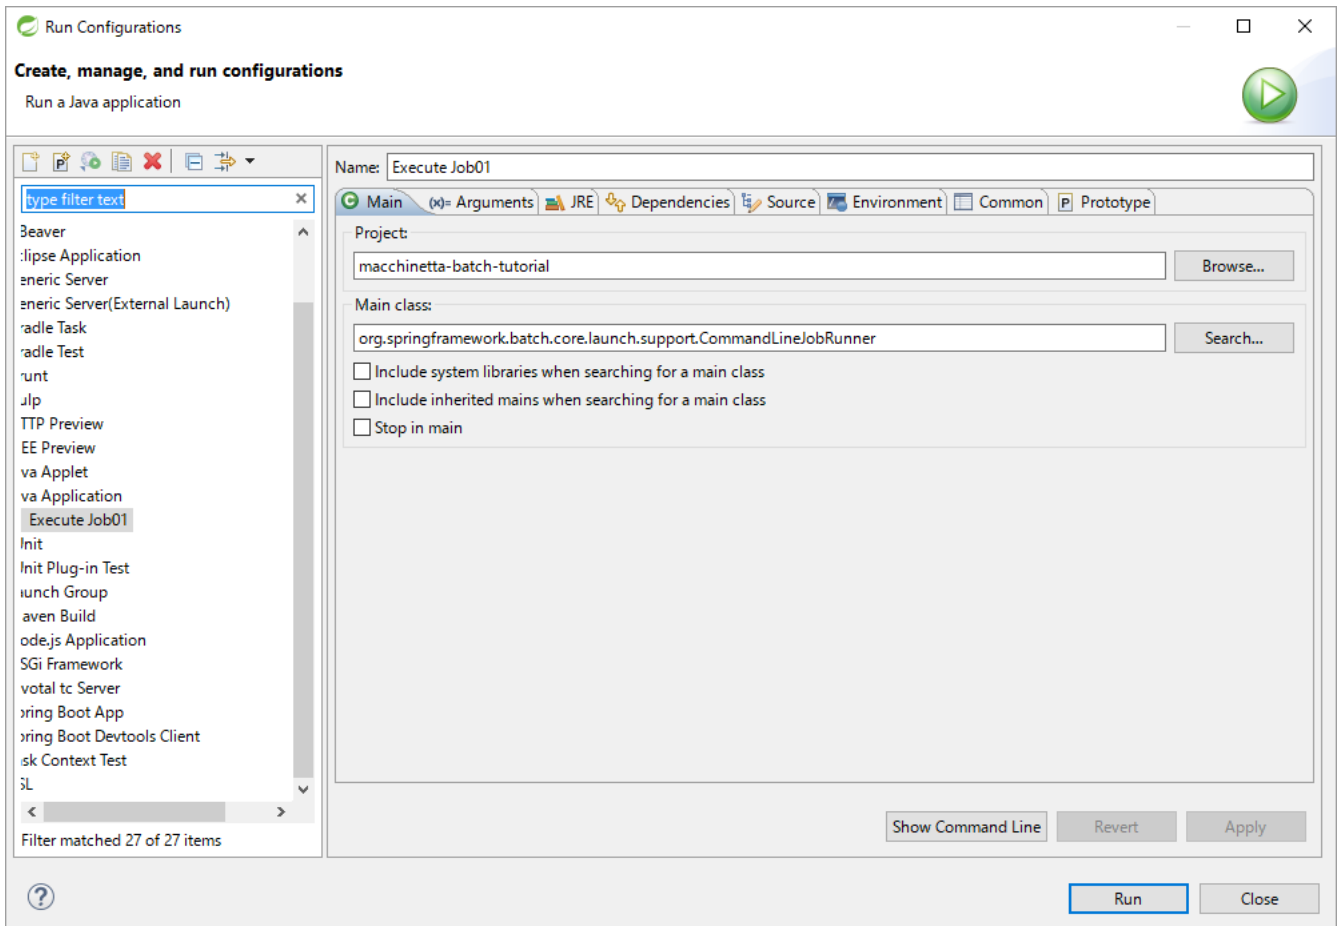 Run Configurations
Create, manage, and run configurations
Run a Java application
type filter text
Beaver
clipse Application
eneric Server
eneric Server(External Launch)
radle Task
radle Test
runt
ulp
TTP Preview
EE Preview
va Applet
va Application
Execute Job01
Unit
Unit Plug-in Test
aunch Group
aven Build
ode.js Application
SGi Framework
votal tc Server
pring Boot App
pring Boot Devtools Client
sk Context Test
SL
Filter matched 27 of 27 items
Name: Execute Job01
Main (x)= Arguments JRE Dependencies Source Environment Common P Prototype
Project:
macchinetta-batch-tutorial Browse...
Main class:
org.springframework.batch.core.launch.support.CommandLineJobRunner Search...
Include system libraries when searching for a main class
Include inherited mains when searching for a main class
Stop in main
Show Command Line Revert Apply
Run Close